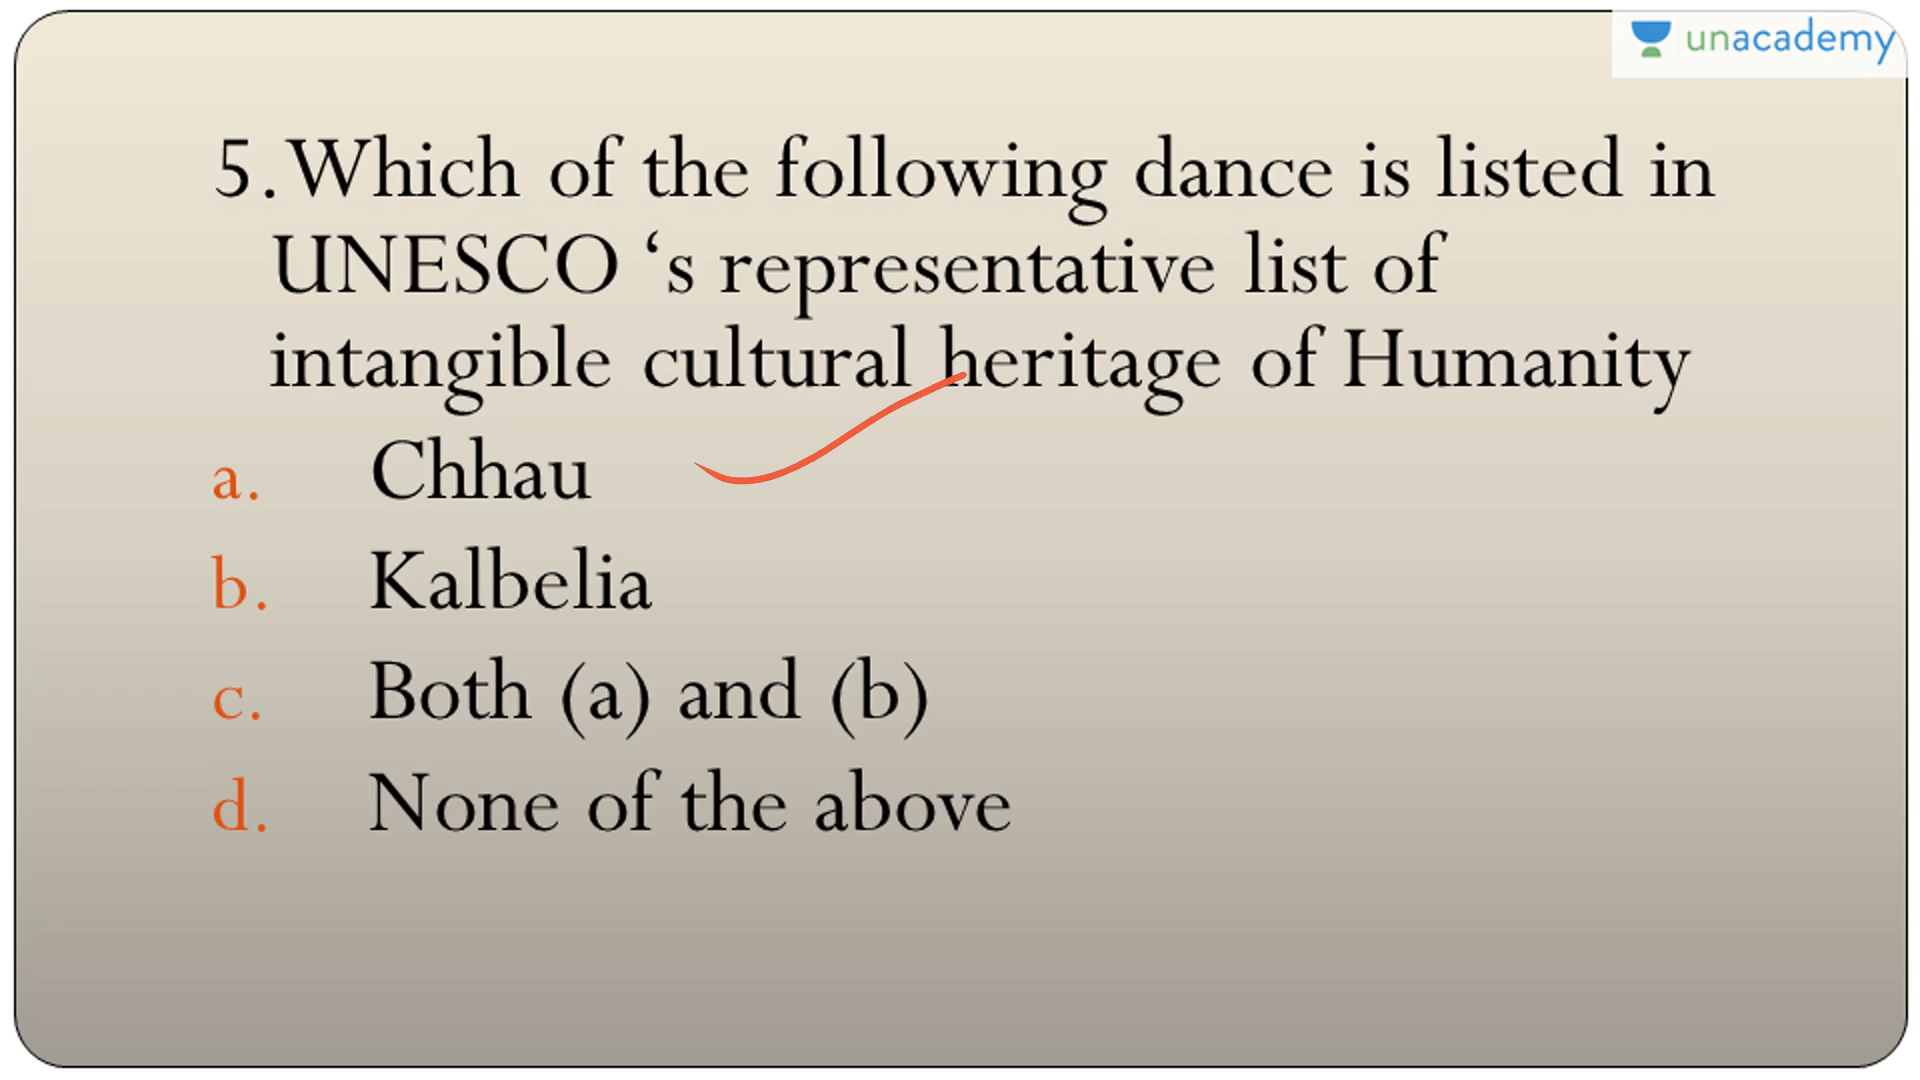 unacademy
5.Which of the following dance is listed in
UNESCO ‘s representative list of
intangible cultural heritage of Humanity
a. Chhau
b. Kalbelia
c. Both (a) and (b)
d. None of the above